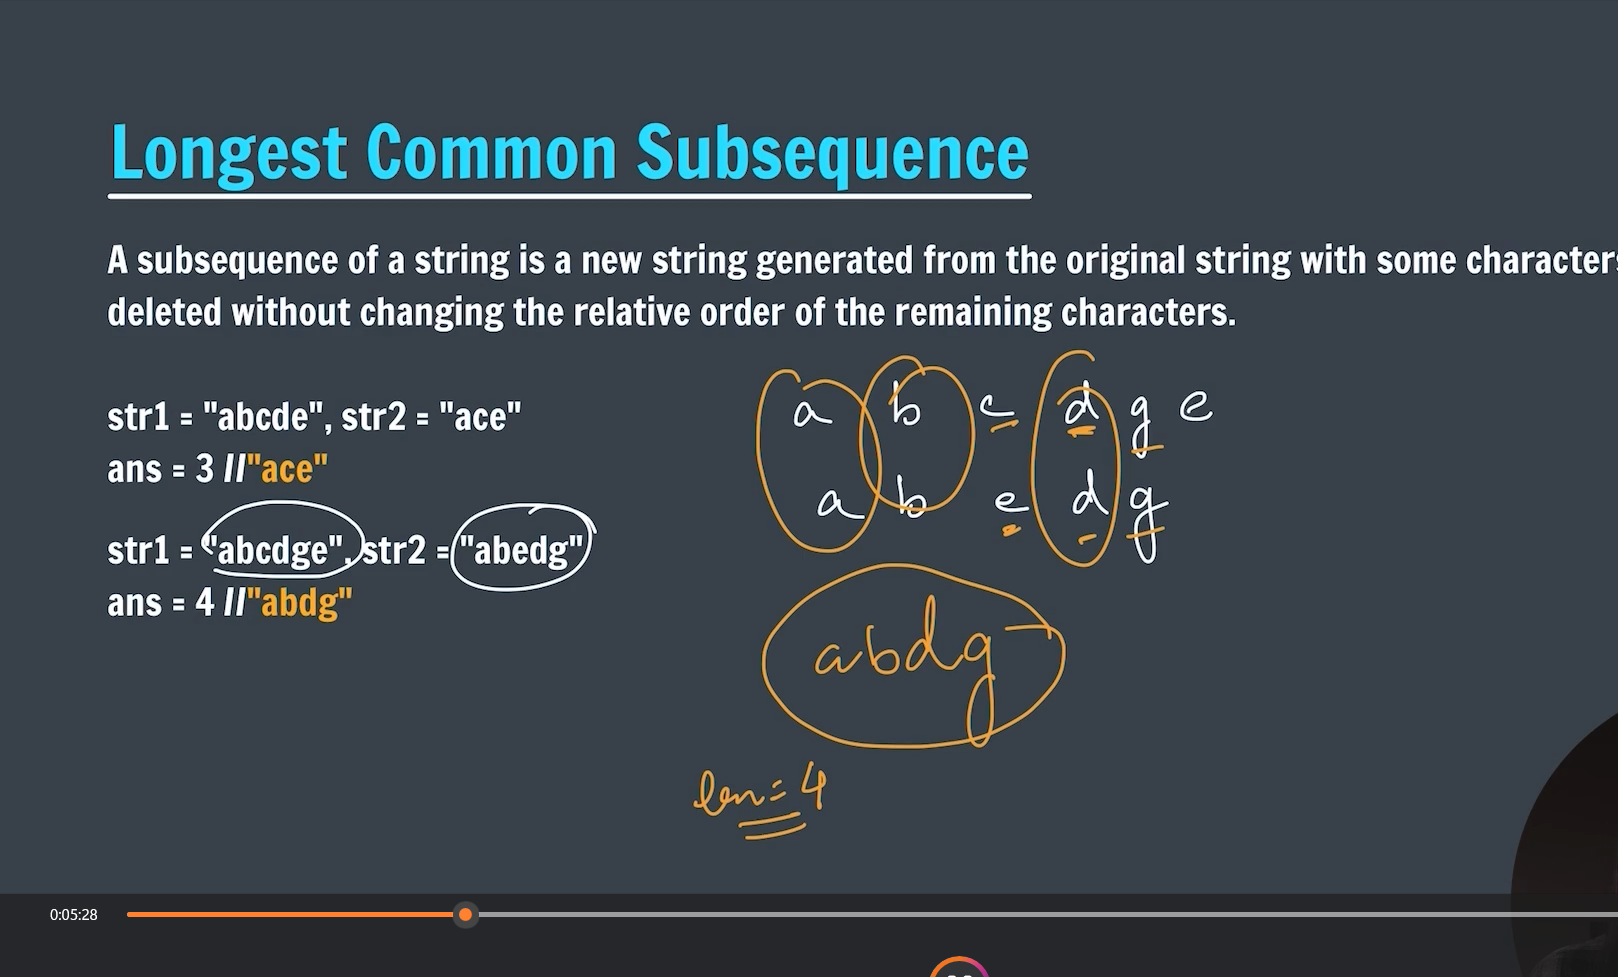 Longest Common Subsequence
A subsequence of a string is a new string generated from the original string with some characters
deleted without changing the relative order of the remaining characters.
str1 = "abcde", str2 = "ace"
ans = 3 //"ace"
str1 = "abcdge", str2 = "abedg"
ans = 4 //"abdg"
a b c d g e
a b e d g
abdg
len = 4
0:05:28